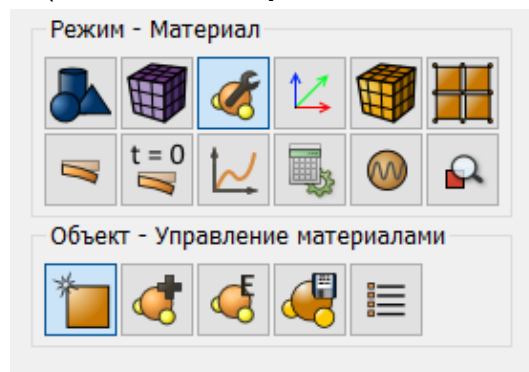 Режим - Материал
t = 0
Объект - Управление материалами
E